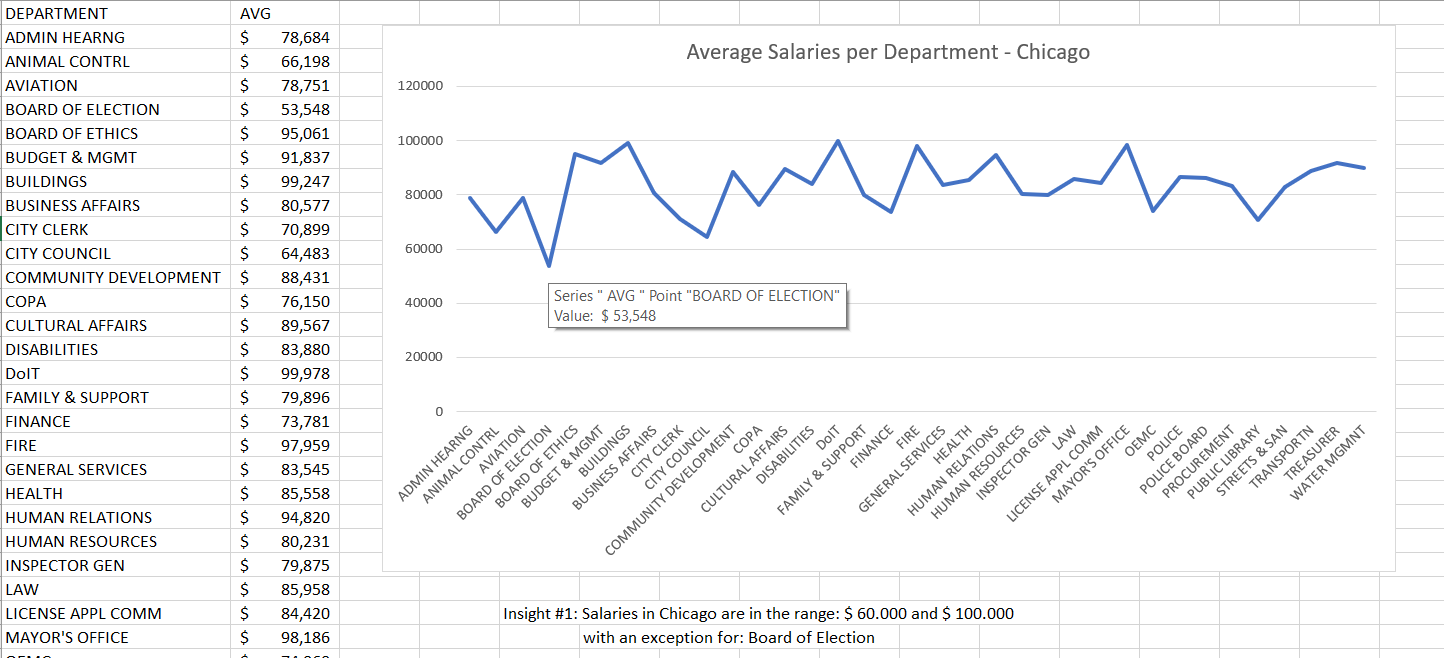 DEPARTMENT AVG
ADMIN HEARNG $ 78,684
ANIMAL CONTRL $ 66,198
AVIATION $ 78,751
BOARD OF ELECTION $ 53,548
BOARD OF ETHICS $ 95,061
BUDGET & MGMT $ 91,837
BUILDINGS $ 99,247
BUSINESS AFFAIRS $ 80,577
CITY CLERK $ 70,899
CITY COUNCIL $ 64,483
COMMUNITY DEVELOPMENT $ 88,431
COPA $ 76,150
CULTURAL AFFAIRS $ 89,567
DISABILITIES $ 83,880
DoIT $ 99,978
FAMILY & SUPPORT $ 79,896
FINANCE $ 73,781
FIRE $ 97,959
GENERAL SERVICES $ 83,545
HEALTH $ 85,558
HUMAN RELATIONS $ 94,820
HUMAN RESOURCES $ 80,231
INSPECTOR GEN $ 79,875
LAW $ 85,958
LICENSE APPL COMM $ 84,420
MAYOR'S OFFICE $ 98,186
Average Salaries per Department - Chicago
120000
100000
80000
60000
40000
20000
0
Series " AVG " Point "BOARD OF ELECTION"
Value: $ 53,548
ADMIN HEARNG
ANIMAL CONTRL
AVIATION
BOARD OF ELECTION
BOARD OF ETHICS
BUDGET & MGMT
BUILDINGS
BUSINESS AFFAIRS
CITY CLERK
CITY COUNCIL
COMMUNITY DEVELOPMENT
COPA
CULTURAL AFFAIRS
DISABILITIES
DoIT
FAMILY & SUPPORT
FINANCE
FIRE
GENERAL SERVICES
HEALTH
HUMAN RELATIONS
HUMAN RESOURCES
INSPECTOR GEN
LAW
LICENSE APPL COMM
MAYOR'S OFFICE
OEMC
POLICE
POLICE BOARD
PROCUREMENT
PUBLIC LIBRARY
STREETS & SAN
TRANSPORTN
TREASURER
WATER MGMNT
Insight #1: Salaries in Chicago are in the range: $ 60.000 and $ 100.000
with an exception for: Board of Election